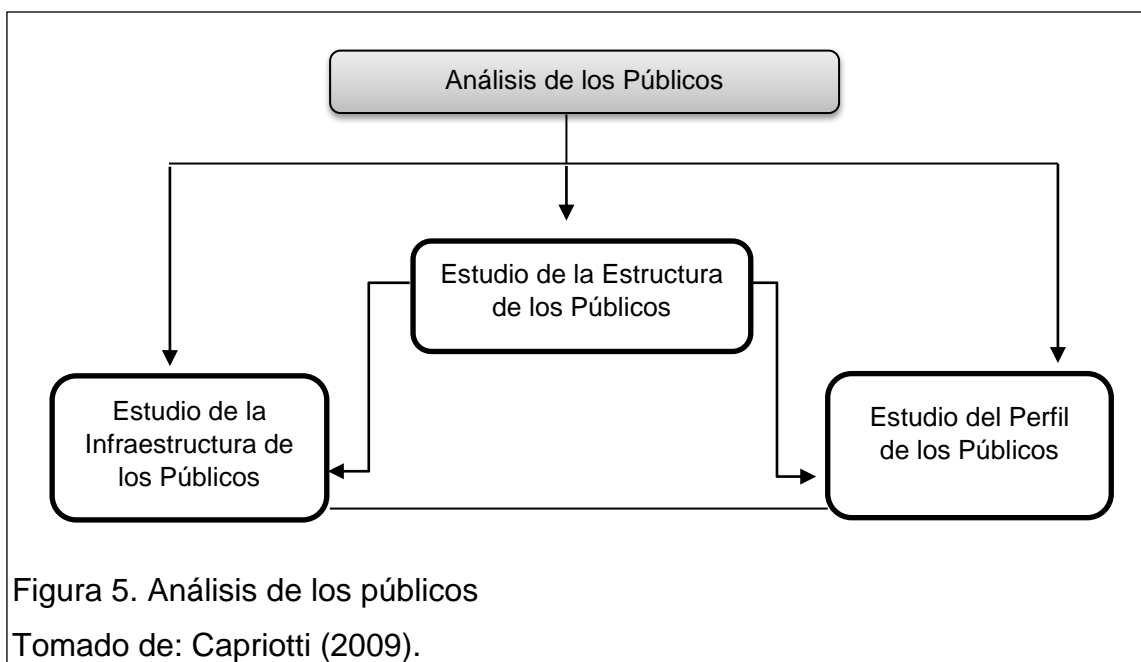 Análisis de los Públicos
Estudio de la Estructura
de los Públicos
Estudio de la
Infraestructura de
los Públicos
Estudio del Perfil
de los Públicos
Figura 5. Análisis de los públicos
Tomado de: Capriotti (2009).